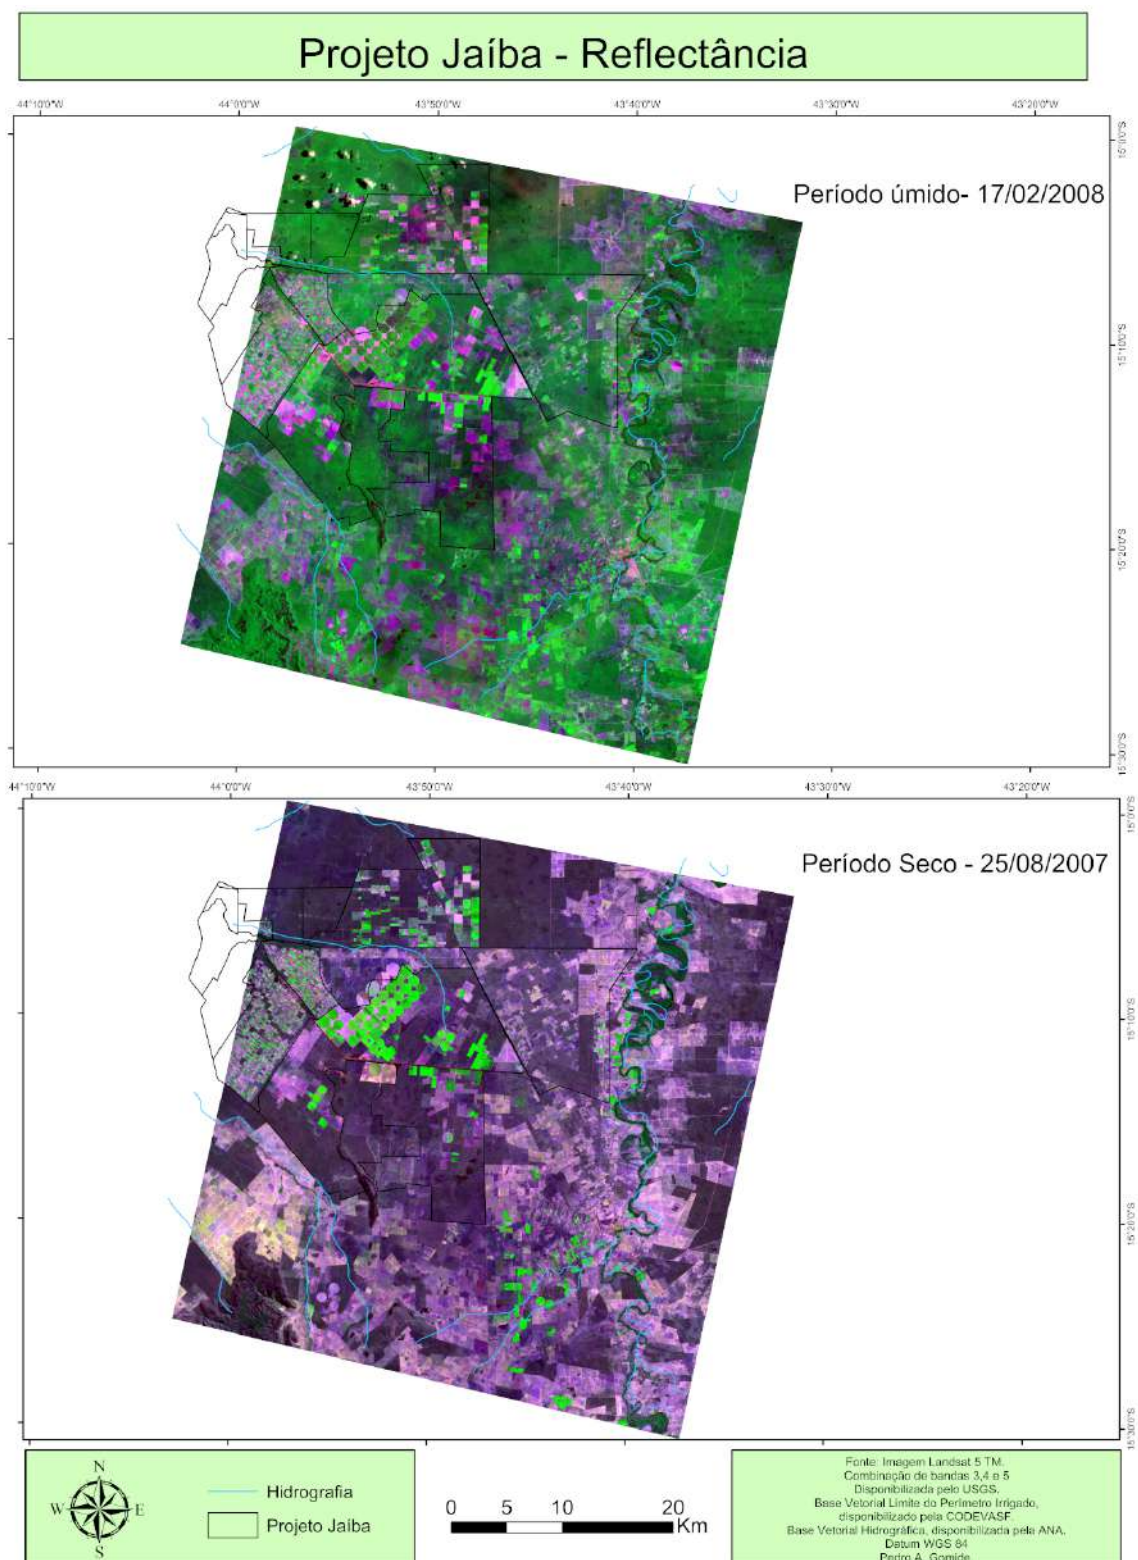 Projeto Jaíba - Reflectância
44°10'0"W 44°0'0"W 43°50'0"W 43°40'0"W 43°30'0"W 43°20'0"W
15°0'0"S
Período úmido- 17/02/2008
15°10'0"S
15°20'0"S
15°30'0"S
44°10'0"W 44°0'0"W 43°50'0"W 43°40'0"W 43°30'0"W 43°20'0"W
15°0'0"S
Período Seco - 25/08/2007
15°10'0"S
15°20'0"S
15°30'0"S
N
W E
S
Hidrografia
Projeto Jaíba
0 5 10 20
Km
Fonte: Imagem Landsat 5 TM.
Combinação de bandas 3,4 e 5
Disponibilizada pelo USGS.
Base Vetorial Limite do Perímetro Irrigado,
disponibilizado pela CODEVASF.
Base Vetorial Hidrográfica, disponibilizada pela ANA.
Datum WGS 84
Pedro A. Gomide